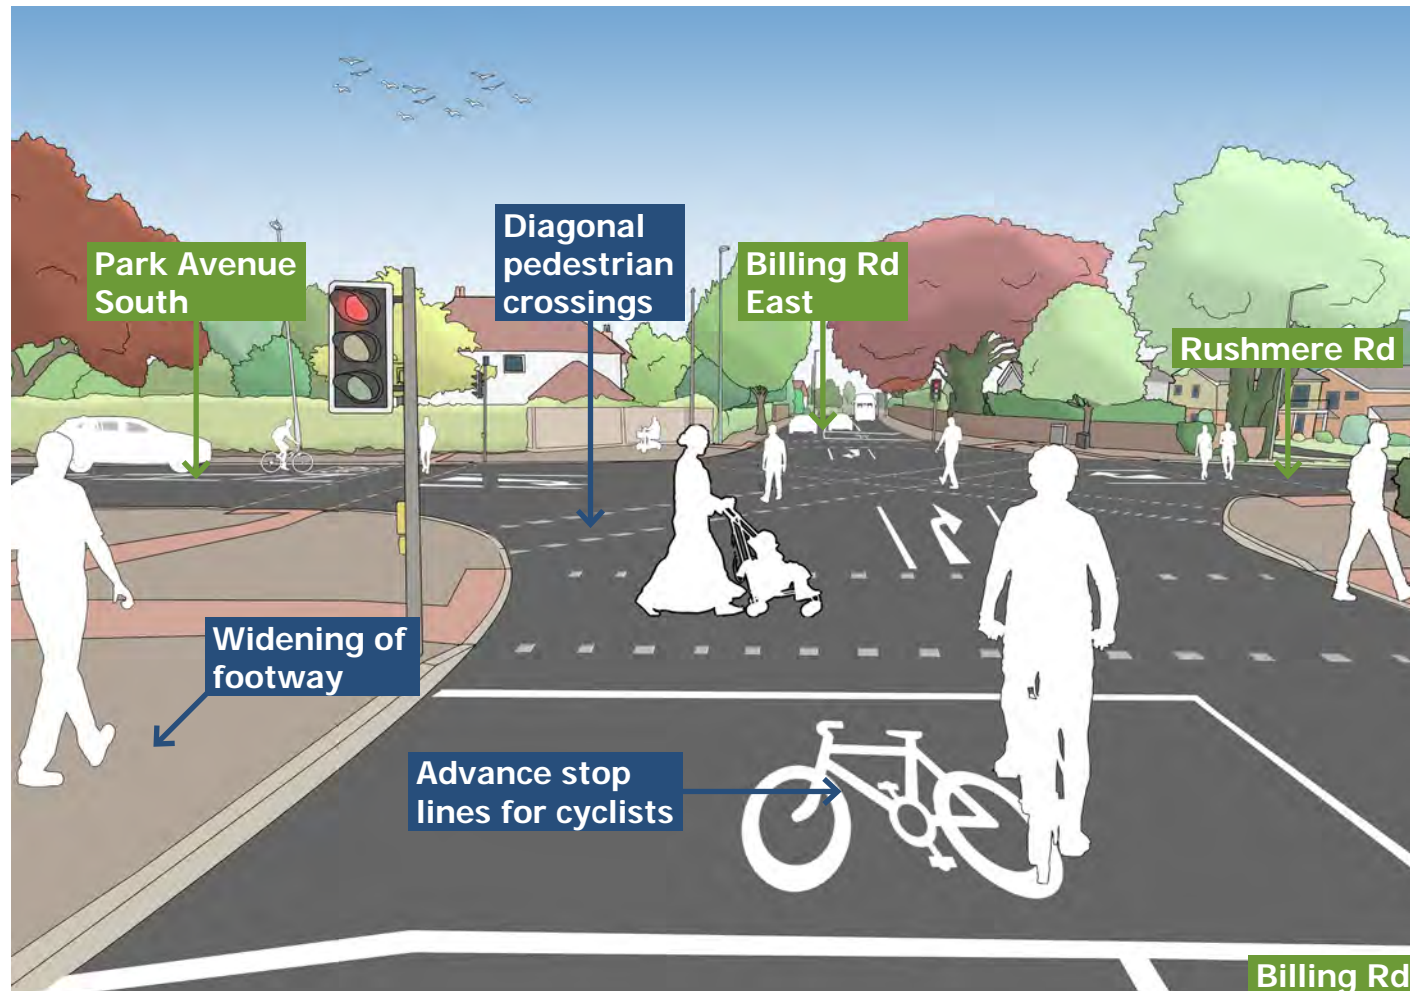 Diagonal
pedestrian
crossings
Park Avenue
South
Billing Rd
East
Rushmere Rd
Widening of
footway
Advance stop
lines for cyclists
Billing Rd